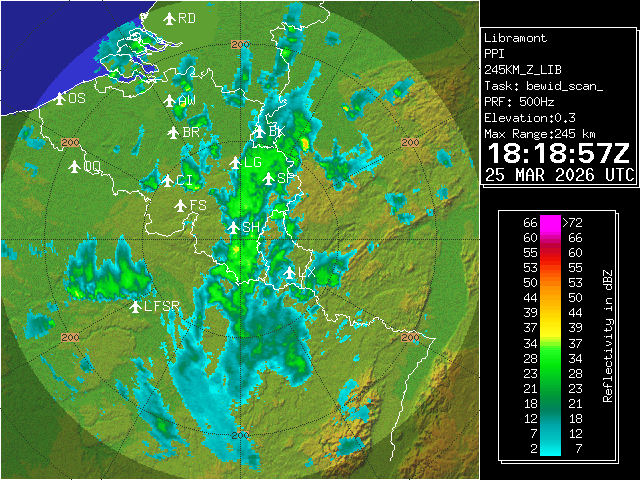 RD
200
OS
AW
BR
BK
200
200
QQ
LG
CI
SP
FS
SH
LX
LFSR
200
200
200
Libramont
PPI
245KM_Z_LIB
Task: bewid_scan_
PRF: 500Hz
Elevation:0.3
Max Range:245 km
18:18:57Z
25 MAR 2026 UTC
66 >72
60 66
55 60
53 55
50 53
44 50
39 44
37 39
34 37
28 34
23 28
21 23
18 21
12 18
7 12
2 7
Reflectivity in dBZ